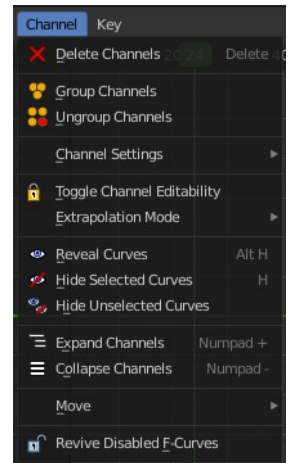 Channel Key
Delete Channels Delete
Group Channels
Ungroup Channels
Channel Settings
Toggle Channel Editability
Extrapolation Mode
Reveal Curves Alt H
Hide Selected Curves H
Hide Unselected Curves
Expand Channels Numpad +
Collapse Channels Numpad -
Move
Revive Disabled F-Curves